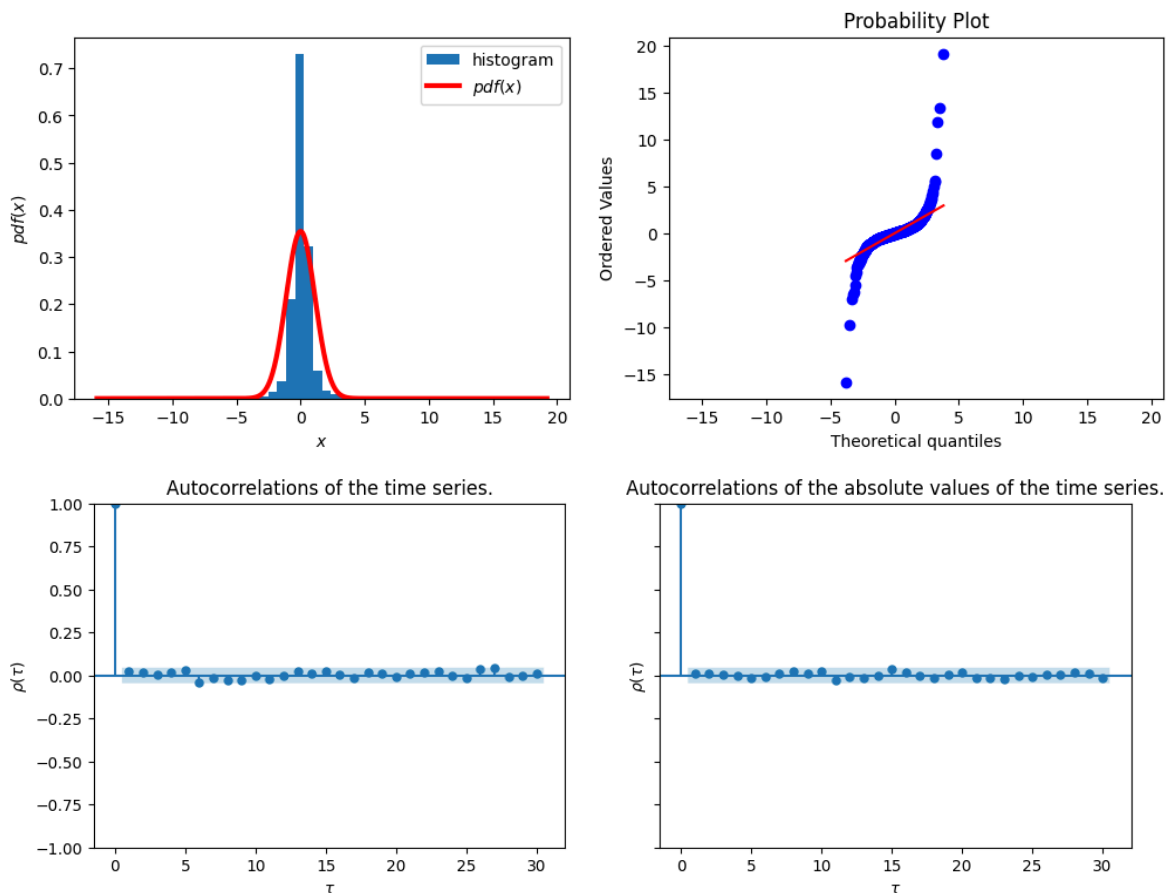 histogram
pdf(x)
pdf(x)
0.7
0.6
0.5
0.4
0.3
0.2
0.1
0.0
−15 −10 −5 0 5 10 15 20
x
Probability Plot
Ordered Values
20
15
10
5
0
−5
−10
−15
−15 −10 −5 0 5 10 15 20
Theoretical quantiles
Autocorrelations of the time series.
ρ(τ)
1.00
0.75
0.50
0.25
0.00
−0.25
−0.50
−0.75
−1.00
0 5 10 15 20 25 30
τ
Autocorrelations of the absolute values of the time series.
ρ(τ)
0 5 10 15 20 25 30
τ